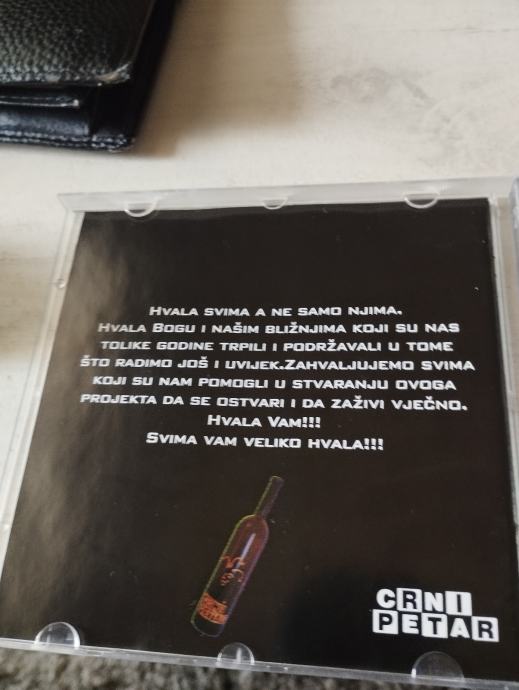 HVALA SVIMA A NE SAMO NJIMA.
HVALA BOGU I NAŠIM BLIŽNJIMA KOJI SU NAS
TOLIKE GODINE TRPILI I PODRŽAVALI U TOME
ŠTO RADIMO JOŠ I UVIJEK.ZAHVALJUJEMO SVIMA
KOJI SU NAM POMOGLI U STVARANJU OVOGA
PROJEKTA DA SE OSTVARI I DA ZAŽIVI VJEČNO.
HVALA VAM!!!
SVIMA VAM VELIKO HVALA!!!
CRNI
PETAR